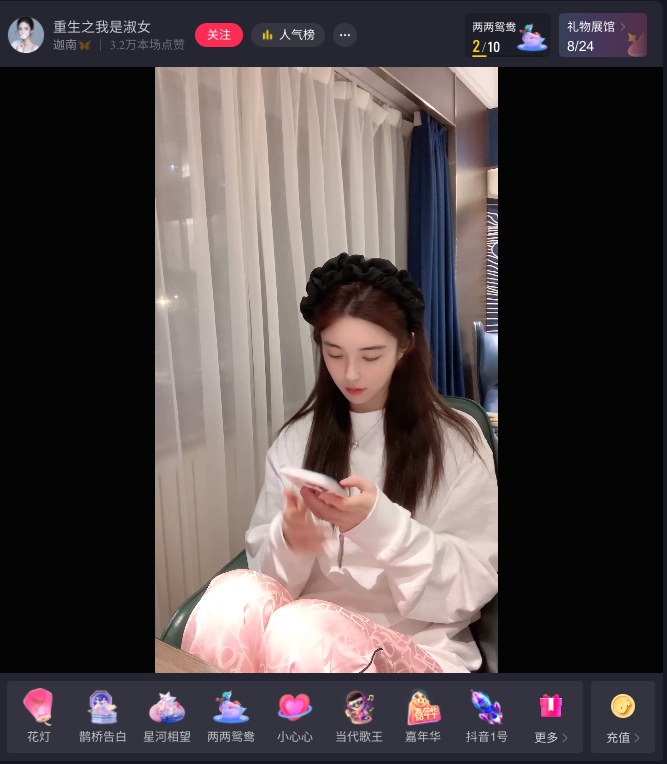 重生之我是淑女
迦南 3.2万本场点赞
关注
人气榜
两两鸳鸯
2/10
礼物展馆
8/24
花灯
鹊桥告白
星河相望
两两鸳鸯
小心心
当代歌王
嘉年华
嘉年华
抖音1号
更多
充值